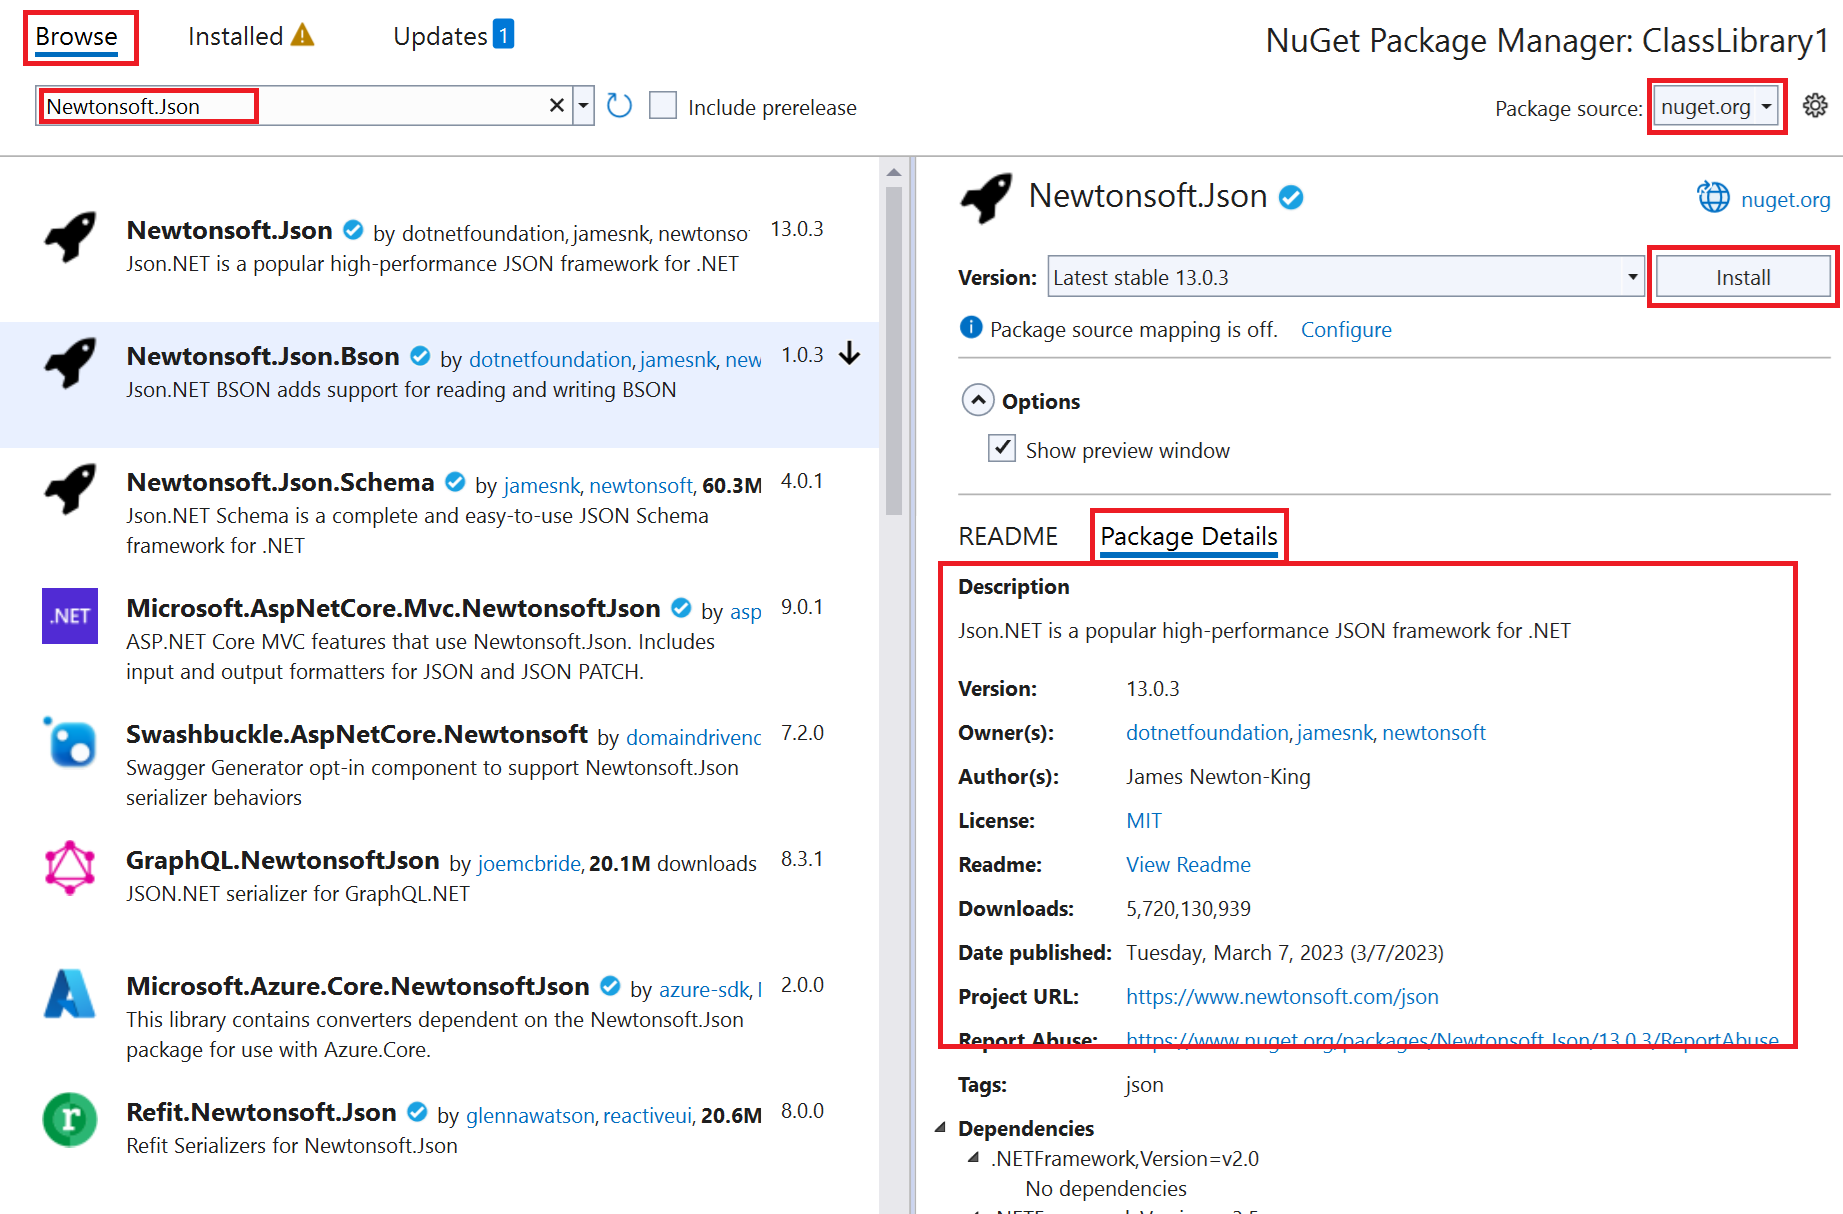 Browse
Installed
Updates 1
NuGet Package Manager: ClassLibrary1
Newtonsoft.Json
Include prerelease
Package source: nuget.org
Newtonsoft.Json by dotnetfoundation, jamesnk, newtonso 13.0.3
Json.NET is a popular high-performance JSON framework for .NET
Newtonsoft.Json.Bson by dotnetfoundation, jamesnk, new 1.0.3
Json.NET BSON adds support for reading and writing BSON
Newtonsoft.Json.Schema by jamesnk, newtonsoft, 60.3M 4.0.1
Json.NET Schema is a complete and easy-to-use JSON Schema
framework for .NET
.NET
Microsoft.AspNetCore.Mvc.NewtonsoftJson by asp 9.0.1
ASP.NET Core MVC features that use Newtonsoft.Json. Includes
input and output formatters for JSON and JSON PATCH.
Swashbuckle.AspNetCore.Newtonsoft by domaindrivenc 7.2.0
Swagger Generator opt-in component to support Newtonsoft.Json
serializer behaviors
GraphQL.NewtonsoftJson by joemcbride, 20.1M downloads 8.3.1
JSON.NET serializer for GraphQL.NET
Microsoft.Azure.Core.NewtonsoftJson by azure-sdk, 2.0.0
This library contains converters dependent on the Newtonsoft.Json
package for use with Azure.Core.
r
Refit.Newtonsoft.Json by glennawatson, reactiveui, 20.6M 8.0.0
Refit Serializers for Newtonsoft.Json
Newtonsoft.Json
nuget.org
Version: Latest stable 13.0.3
Install
Package source mapping is off. Configure
Options
Show preview window
README
Package Details
Description
Json.NET is a popular high-performance JSON framework for .NET
Version: 13.0.3
Owner(s): dotnetfoundation, jamesnk, newtonsoft
Author(s): James Newton-King
License: MIT
Readme: View Readme
Downloads: 5,720,130,939
Date published: Tuesday, March 7, 2023 (3/7/2023)
Project URL: https://www.newtonsoft.com/json
Report Abuse: https://www.nuget.org/packages/Newtonsoft.Json/13.0.3/ReportAbuse
Tags: json
Dependencies
.NETFramework,Version=v2.0
No dependencies